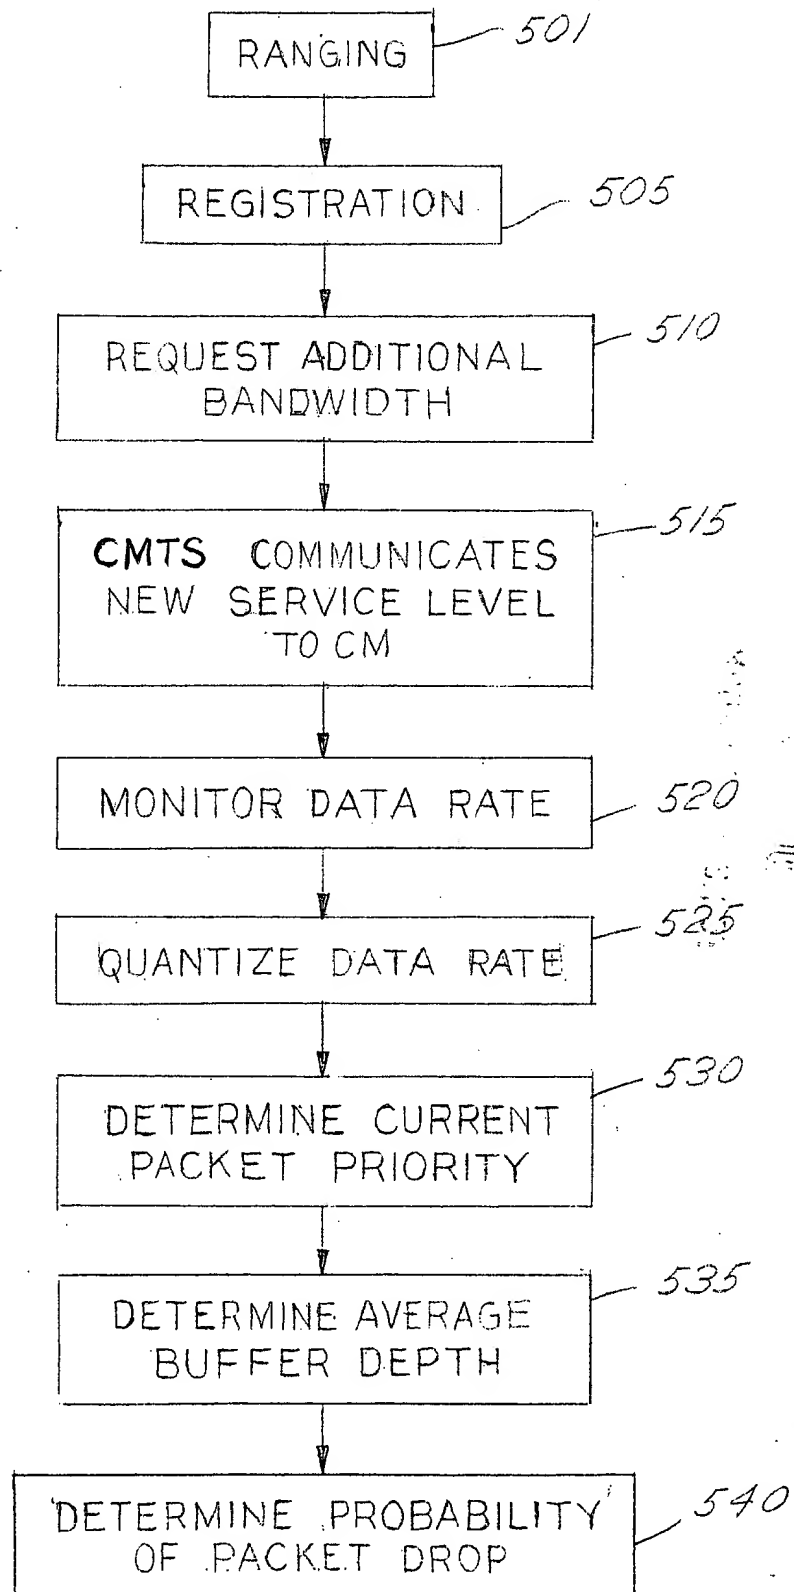 RANGING
501
REGISTRATION
505
REQUEST ADDITIONAL
BANDWIDTH
510
CMTS COMMUNICATES
NEW SERVICE LEVEL
TO CM
515
MONITOR DATA RATE
520
QUANTIZE DATA RATE
525
DETERMINE CURRENT
PACKET PRIORITY
530
DETERMINE AVERAGE
BUFFER DEPTH
535
DETERMINE PROBABILITY
OF PACKET DROP
540